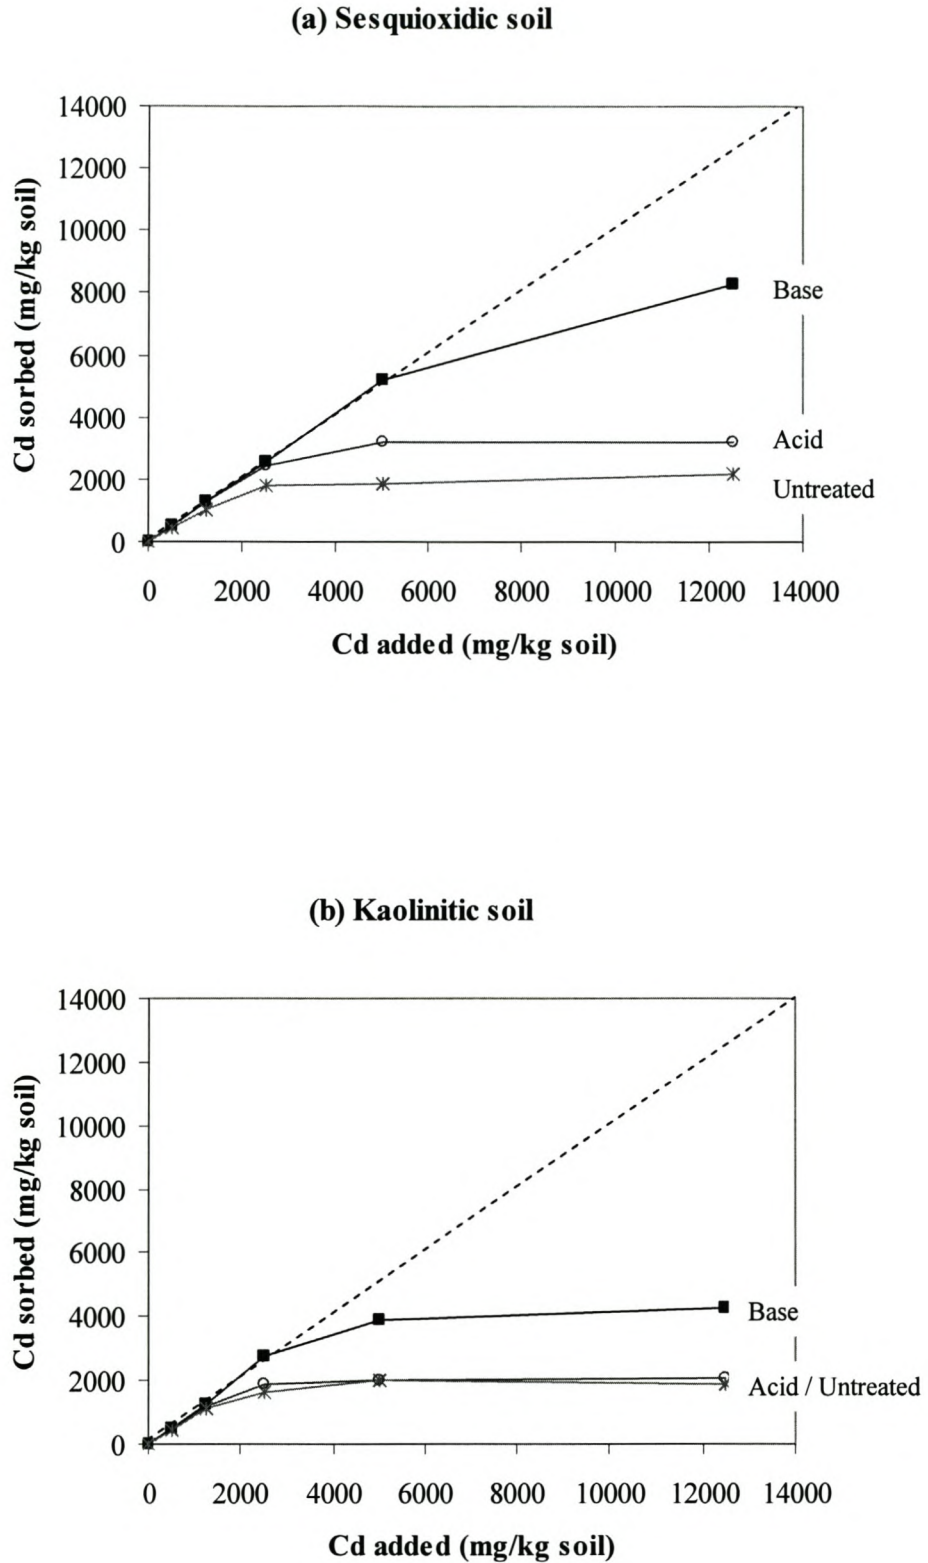 (a) Sesquioxidic soil
14000
12000
10000
8000
6000
4000
2000
0
Cd sorbed (mg/kg soil)
Base
Acid
Untreated
0 2000 4000 6000 8000 10000 12000 14000
Cd added (mg/kg soil)
(b) Kaolinitic soil
14000
12000
10000
8000
6000
4000
2000
0
Cd sorbed (mg/kg soil)
Base
Acid / Untreated
0 2000 4000 6000 8000 10000 12000 14000
Cd added (mg/kg soil)